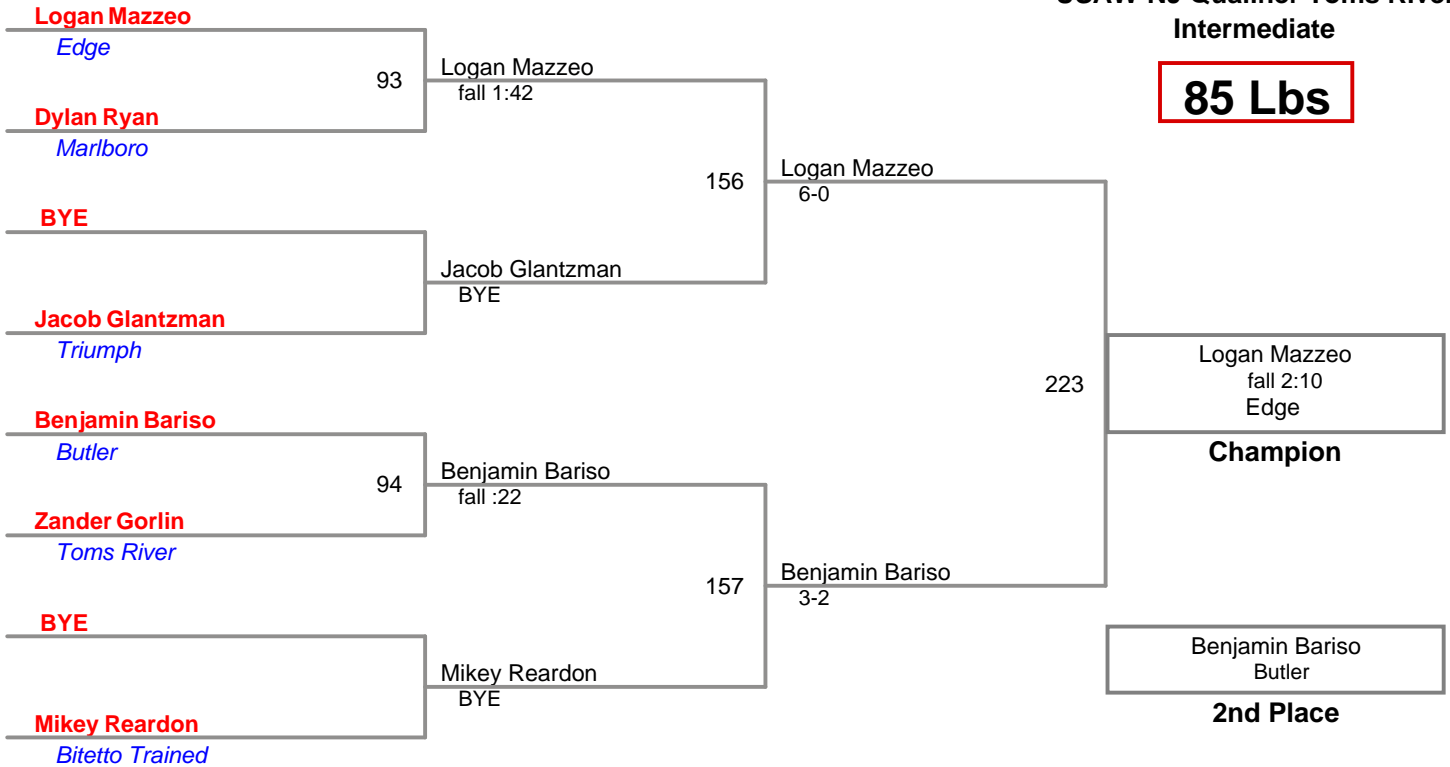 Intermediate
85 Lbs
Logan Mazzeo
Edge
93
Logan Mazzeo
fall 1:42
Dylan Ryan
Marlboro
156
Logan Mazzeo
6-0
BYE
Jacob Glantzman
BYE
Jacob Glantzman
Triumph
223
Logan Mazzeo
fall 2:10
Edge
Champion
Benjamin Bariso
Butler
94
Benjamin Bariso
fall :22
Zander Gorlin
Toms River
157
Benjamin Bariso
3-2
BYE
Mikey Reardon
BYE
Mikey Reardon
Bitetto Trained
Benjamin Bariso
Butler
2nd Place